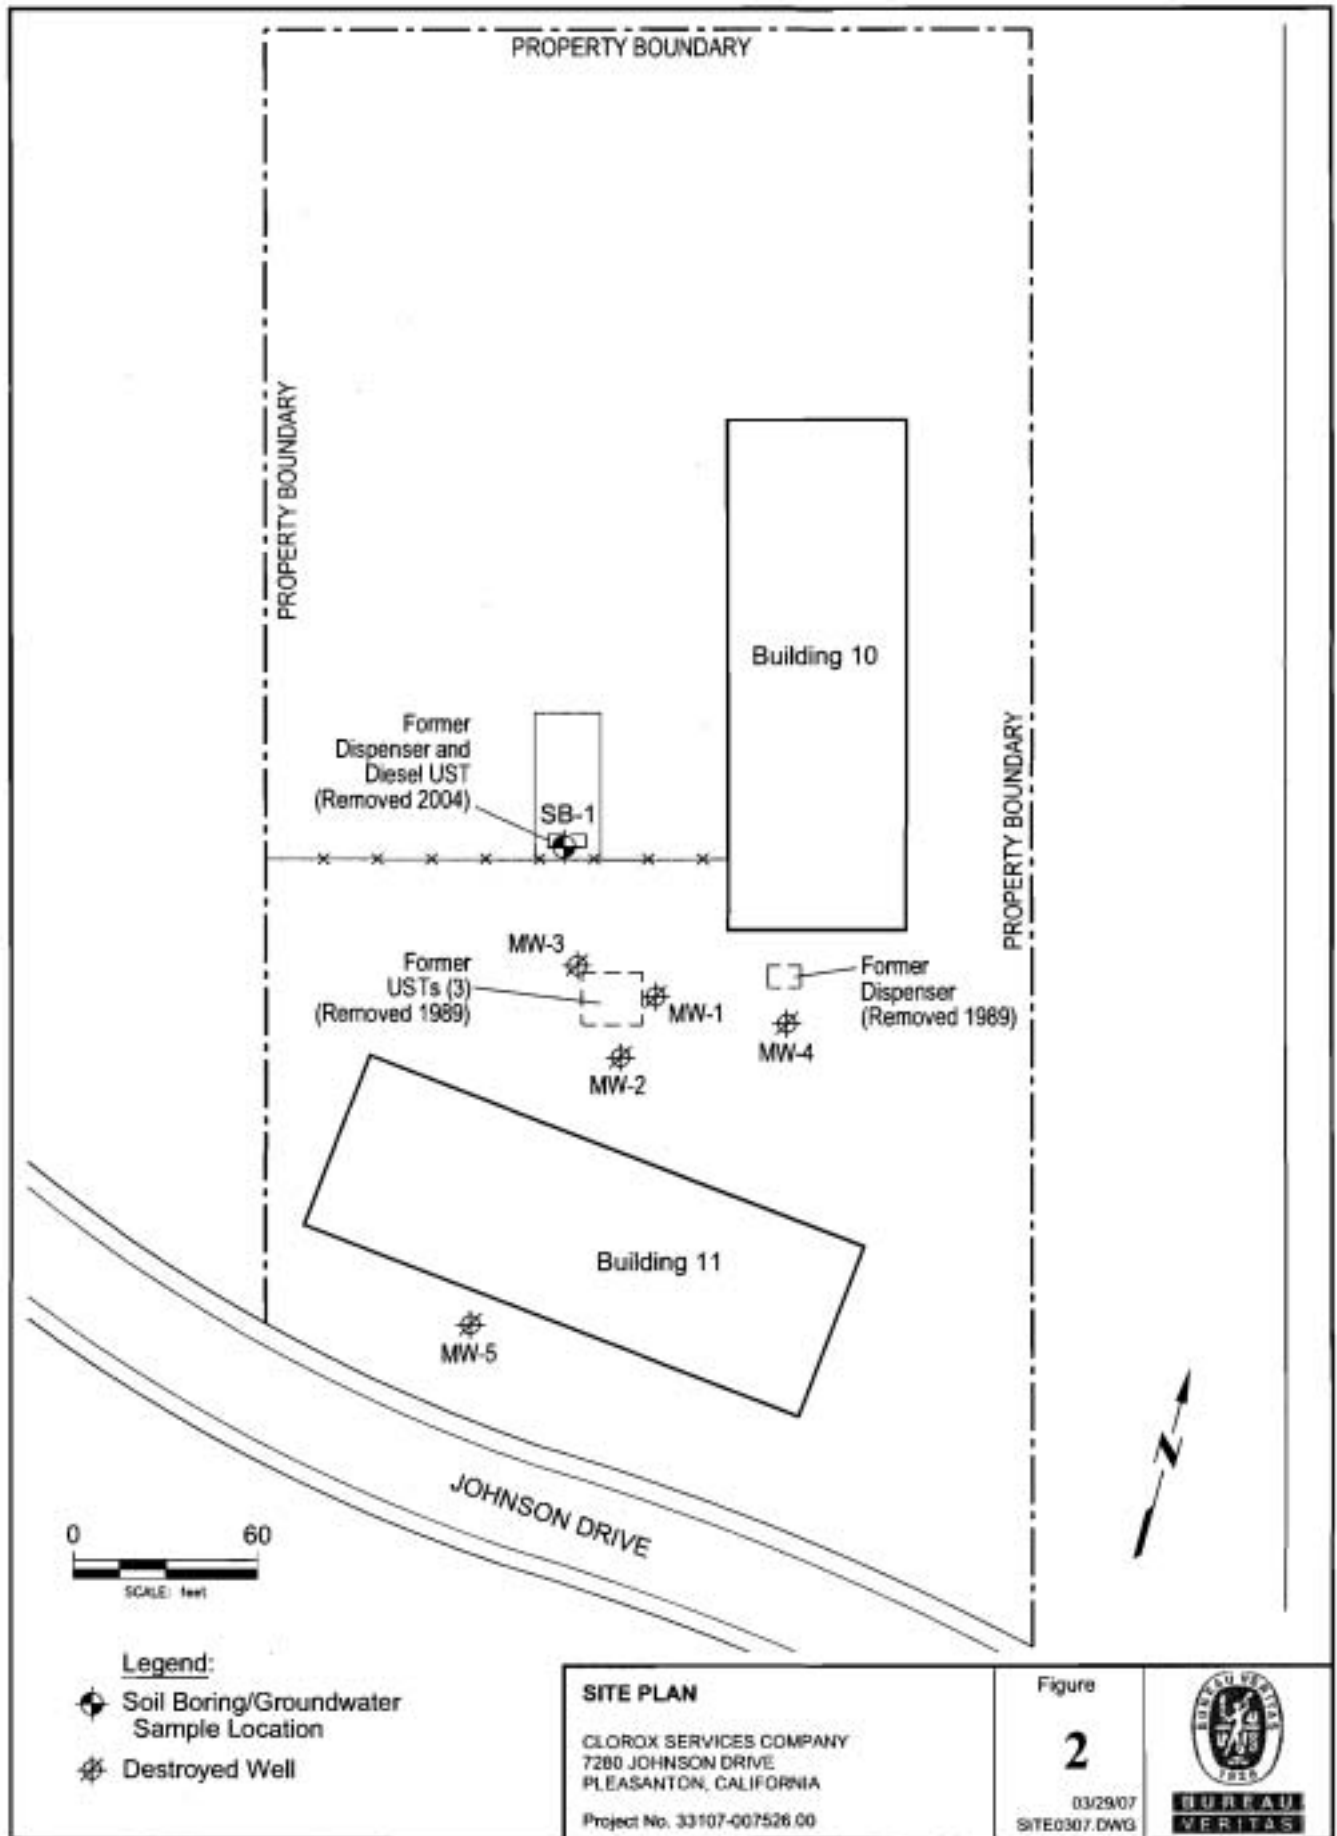 PROPERTY BOUNDARY
PROPERTY BOUNDARY
Building 10
PROPERTY BOUNDARY
Former
Dispenser and
Diesel UST
(Removed 2004)
SB-1
MW-3
Former
USTs (3)
(Removed 1989)
MW-1
Former
Dispenser
(Removed 1989)
MW-4
MW-2
Building 11
MW-5
JOHNSON DRIVE
N
0 60
SCALE: feet
Legend:
Soil Boring/Groundwater
Sample Location
Destroyed Well
SITE PLAN
CLOROX SERVICES COMPANY
7280 JOHNSON DRIVE
PLEASANTON, CALIFORNIA
Project No. 33107-007526.00
Figure
2
03/29/07
SITE0307.DWG
BUREAU VERITAS
1828
BUREAU
VERITAS